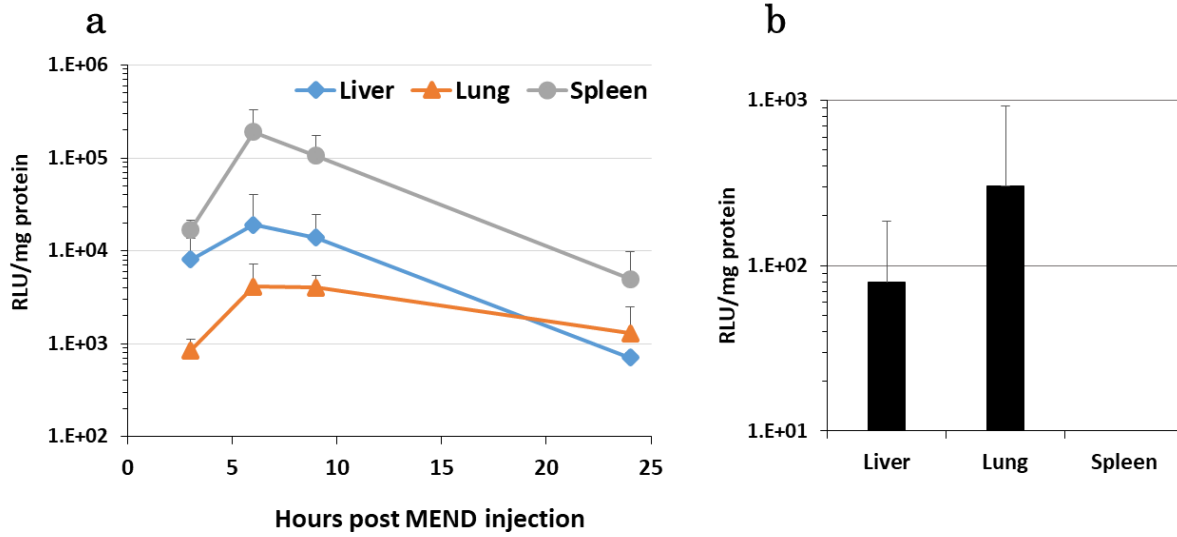 a
1.E+06
1.E+05
1.E+04
1.E+03
1.E+02
RLU/mg protein
Liver Lung Spleen
0 5 10 15 20 25
Hours post MEND injection
b
1.E+03
1.E+02
1.E+01
RLU/mg protein
Liver Lung Spleen